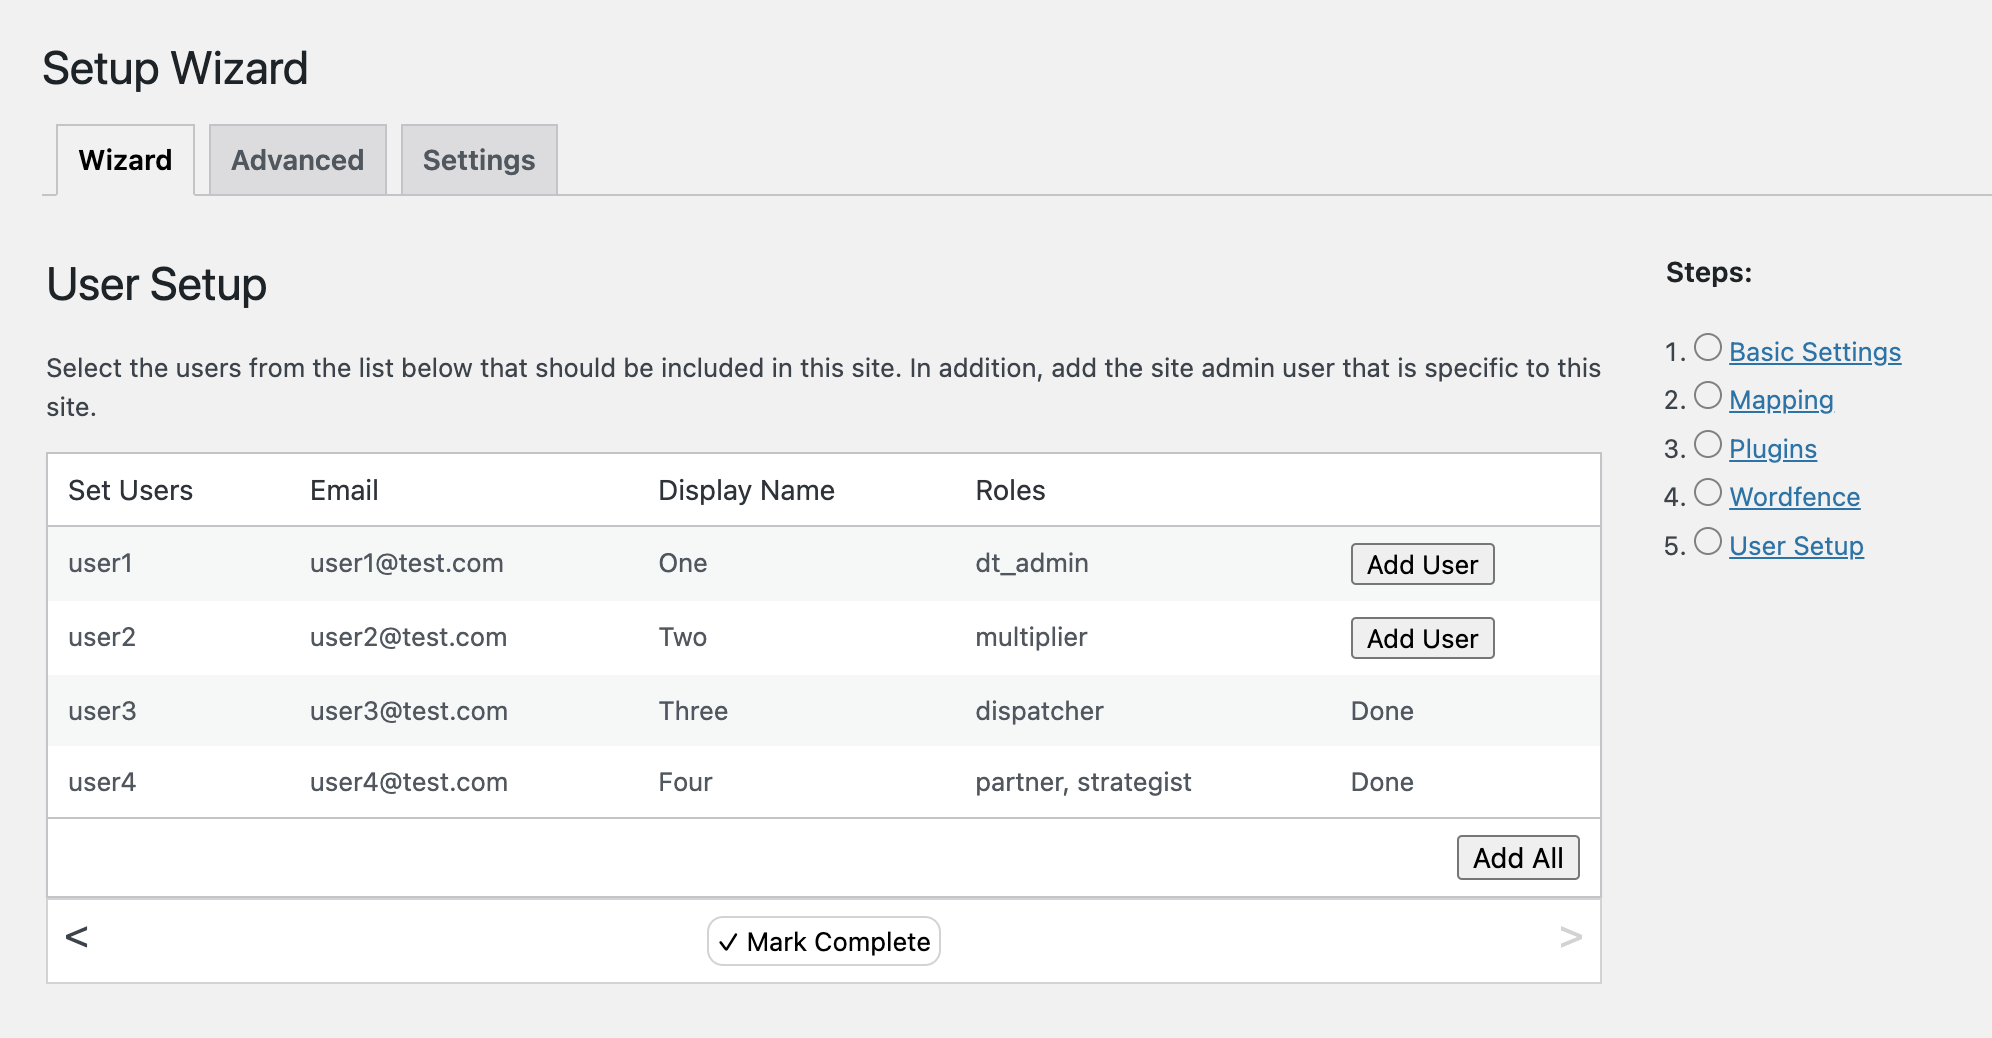 Setup Wizard
Wizard Advanced Settings
User Setup
Select the users from the list below that should be included in this site. In addition, add the site admin user that is specific to this
site.
Set Users Email Display Name Roles
user1 user1@test.com One dt_admin Add User
user2 user2@test.com Two multiplier Add User
user3 user3@test.com Three dispatcher Done
user4 user4@test.com Four partner, strategist Done
Add All
< ✓ Mark Complete >
Steps:
1. Basic Settings
2. Mapping
3. Plugins
4. Wordfence
5. User Setup